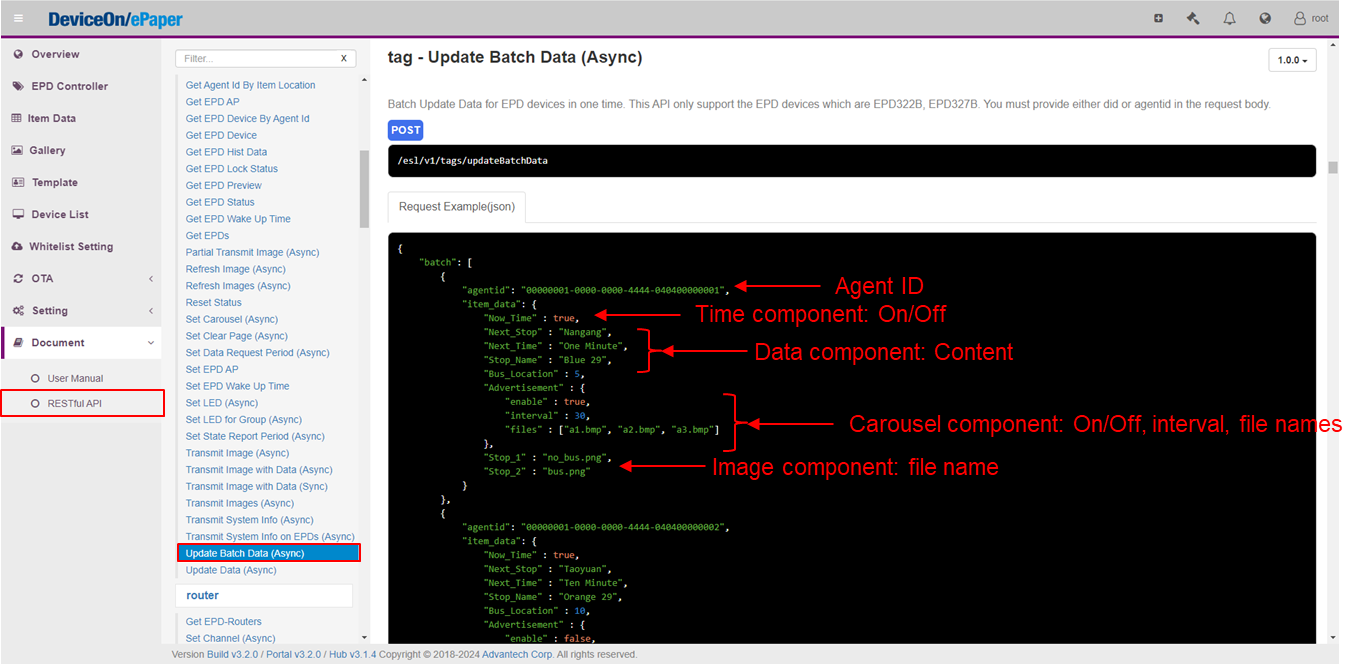 DeviceOn/ePaper
root
Overview
EPD Controller
Item Data
Gallery
Template
Device List
Whitelist Setting
OTA
Setting
Document
User Manual
RESTful API
Filter...
X
Get Agent Id By Item Location
Get EPD AP
Get EPD Device By Agent Id
Get EPD Device
Get EPD Hist Data
Get EPD Lock Status
Get EPD Preview
Get EPD Status
Get EPD Wake Up Time
Get EPDs
Partial Transmit Image (Async)
Refresh Image (Async)
Refresh Images (Async)
Reset Status
Set Carousel (Async)
Set Clear Page (Async)
Set Data Request Period (Async)
Set EPD AP
Set EPD Wake Up Time
Set LED (Async)
Set LED for Group (Async)
Set State Report Period (Async)
Transmit Image (Async)
Transmit Image with Data (Async)
Transmit Image with Data (Sync)
Transmit Images (Async)
Transmit System Info (Async)
Transmit System Info on EPDs (Async)
Update Batch Data (Async)
Update Data (Async)
router
Get EPD-Routers
Set Channel (Async)
tag - Update Batch Data (Async)
1.0.0
Batch Update Data for EPD devices in one time. This API only support the EPD devices which are EPD322B, EPD327B. You must provide either did or agentid in the request body.
POST
/esl/v1/tags/updateBatchData
Request Example(json)
{
"batch": [
{
"agentid": "00000001-0000-0000-4444-040400000001",
Agent ID
"item_data": {
"Now_Time" : true,
Time component: On/Off
"Next_Stop" : "Nangang",
"Next_Time" : "One Minute",
Data component: Content
"Stop_Name" : "Blue 29",
"Bus_Location" : 5,
"Advertisement" : {
"enable" : true,
"interval" : 30,
Carousel component: On/Off, interval, file names
"files" : ["a1.bmp", "a2.bmp", "a3.bmp"]
},
"Stop_1" : "no_bus.png",
Image component: file name
"Stop_2" : "bus.png"
}
},
{
"agentid": "00000001-0000-0000-4444-040400000002",
"item_data": {
"Now_Time" : true,
"Next_Stop" : "Taoyuan",
"Next_Time" : "Ten Minute",
"Stop_Name" : "Orange 29",
"Bus_Location" : 10,
"Advertisement" : {
"enable" : false,
Version Build v3.2.0 / Portal v3.2.0 / Hub v3.1.4 Copyright © 2018-2024 Advantech Corp. All rights reserved.